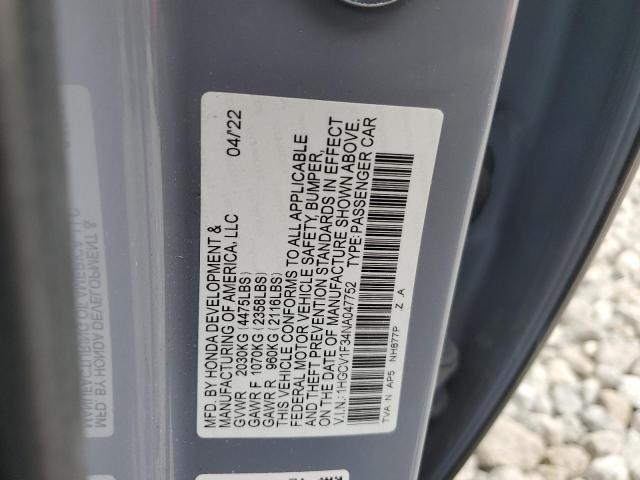 MFD. BY HONDA DEVELOPMENT &
MANUFACTURING OF AMERICA, LLC 04/22
GVWR 2030KG(4475LBS)
GAWR F 1070KG(2358LBS)
GAWR R 960KG(2116LBS)
THIS VEHICLE CONFORMS TO ALL APPLICABLE
FEDERAL MOTOR VEHICLE SAFETY, BUMPER,
AND THEFT PREVENTION STANDARDS IN EFFECT
ON THE DATE OF MANUFACTURE SHOWN ABOVE.
V.I.N.:1HGCV1F34NA047752 TYPE:PASSENGER CAR
TVA N AP5 NH877P Z A